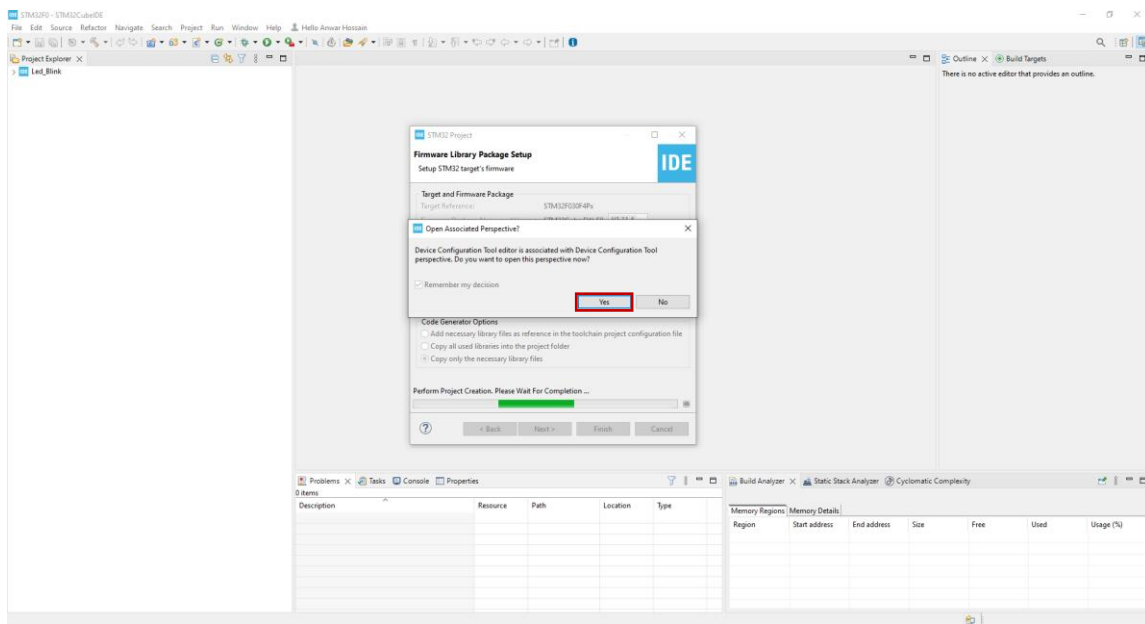 STM32F0 - STM32CubeIDE
File Edit Source Refactor Navigate Search Project Run Window Help Hello Anwar Hossain
Project Explorer
Led_Blink
Outline Build Targets
There is no active editor that provides an outline.
IDE STM32 Project
Firmware Library Package Setup
Setup STM32 target's firmware
IDE
Target and Firmware Package
Target Reference: STM32F030F4Px
IDE Open Associated Perspective?
Device Configuration Tool editor is associated with Device Configuration Tool
perspective. Do you want to open this perspective now?
Remember my decision
Yes No
Code Generator Options
Add necessary library files as reference in the toolchain project configuration file
Copy all used libraries into the project folder
Copy only the necessary library files
Perform Project Creation. Please Wait For Completion ...
? < Back Next > Finish Cancel
Problems Tasks Console Properties
0 items
Description Resource Path Location Type
Build Analyzer Static Stack Analyzer Cyclomatic Complexity
Memory Regions Memory Details
Region Start address End address Size Free Used Usage (%)